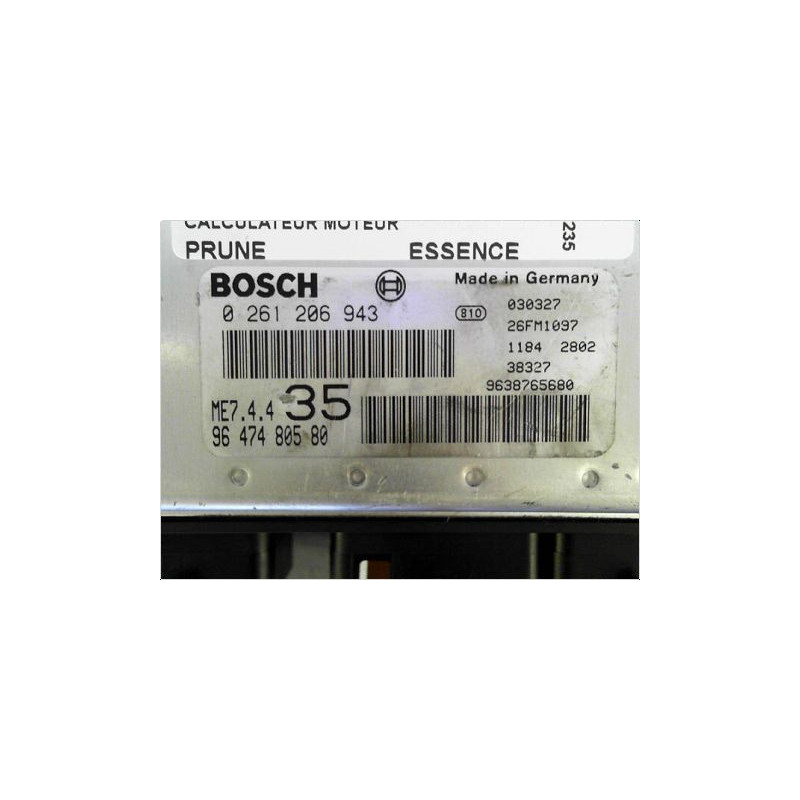 CALCULATEUR MOTEUR
PRUNE ESSENCE
235
BOSCH Made in Germany
0 261 206 943 810 030327
26FM1097
1184 2802
38327
9638765680
ME7.4.4 35
96 474 805 80